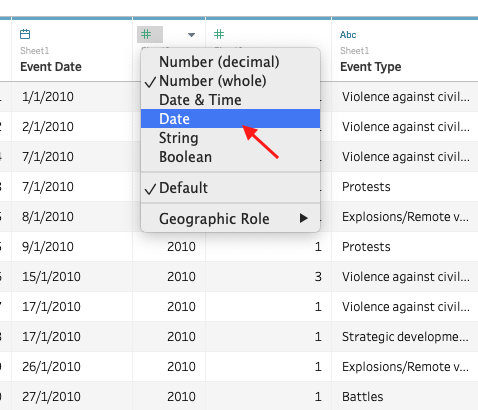 Abc
Sheet1 Sheet1
Event Date Event Type
Number (decimal)
Number (whole)
Date & Time
Date
String
Boolean
Default
Geographic Role
1/1/2010 Violence against civil...
2/1/2010 Violence against civil...
7/1/2010 Violence against civil...
7/1/2010 Protests
8/1/2010 Explosions/Remote v...
9/1/2010 2010 1 Protests
15/1/2010 2010 3 Violence against civil...
17/1/2010 2010 1 Violence against civil...
17/1/2010 2010 1 Strategic developme...
26/1/2010 2010 1 Explosions/Remote v...
27/1/2010 2010 1 Battles